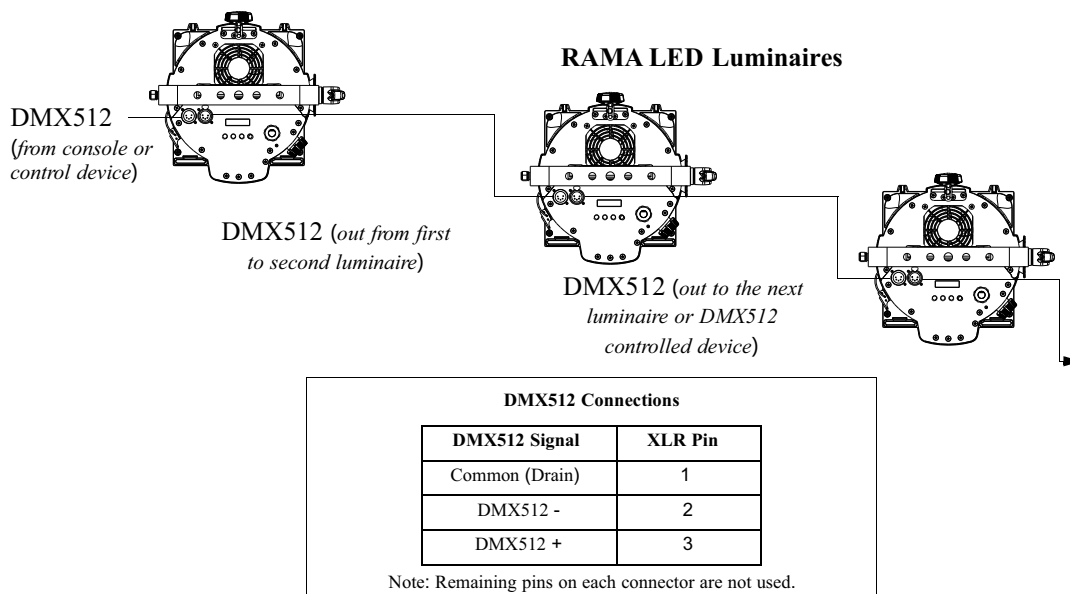 RAMA LED Luminaires
DMX512
(from console or
control device)
DMX512 (out from first
to second luminaire)
DMX512 (out to the next
luminaire or DMX512
controlled device)
DMX512 Connections
DMX512 Signal XLR Pin
Common (Drain) 1
DMX512 - 2
DMX512 + 3
Note: Remaining pins on each connector are not used.